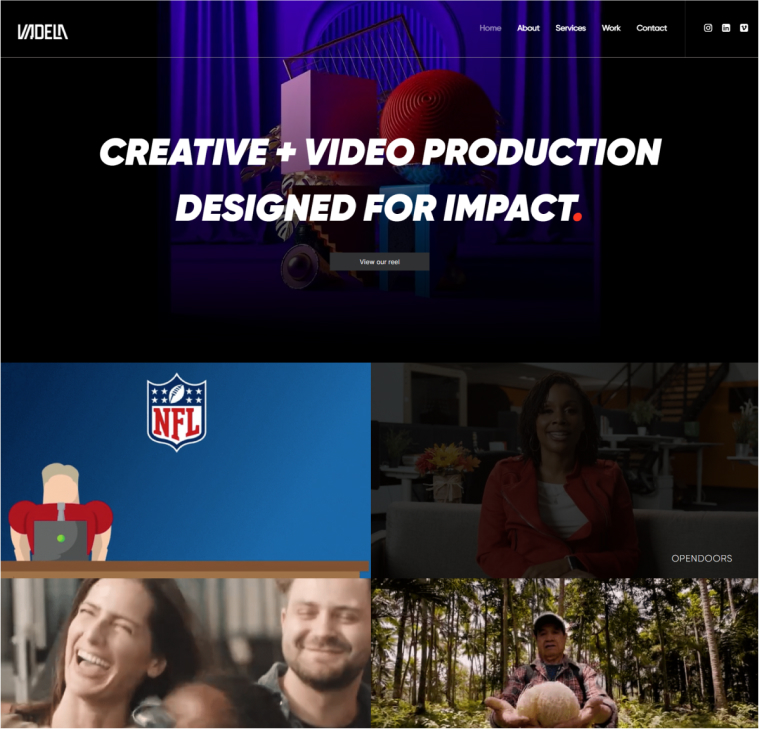 VADELA
Home About Services Work Contact
CREATIVE + VIDEO PRODUCTION
DESIGNED FOR IMPACT.
View our reel
NFL
OPENDOORS